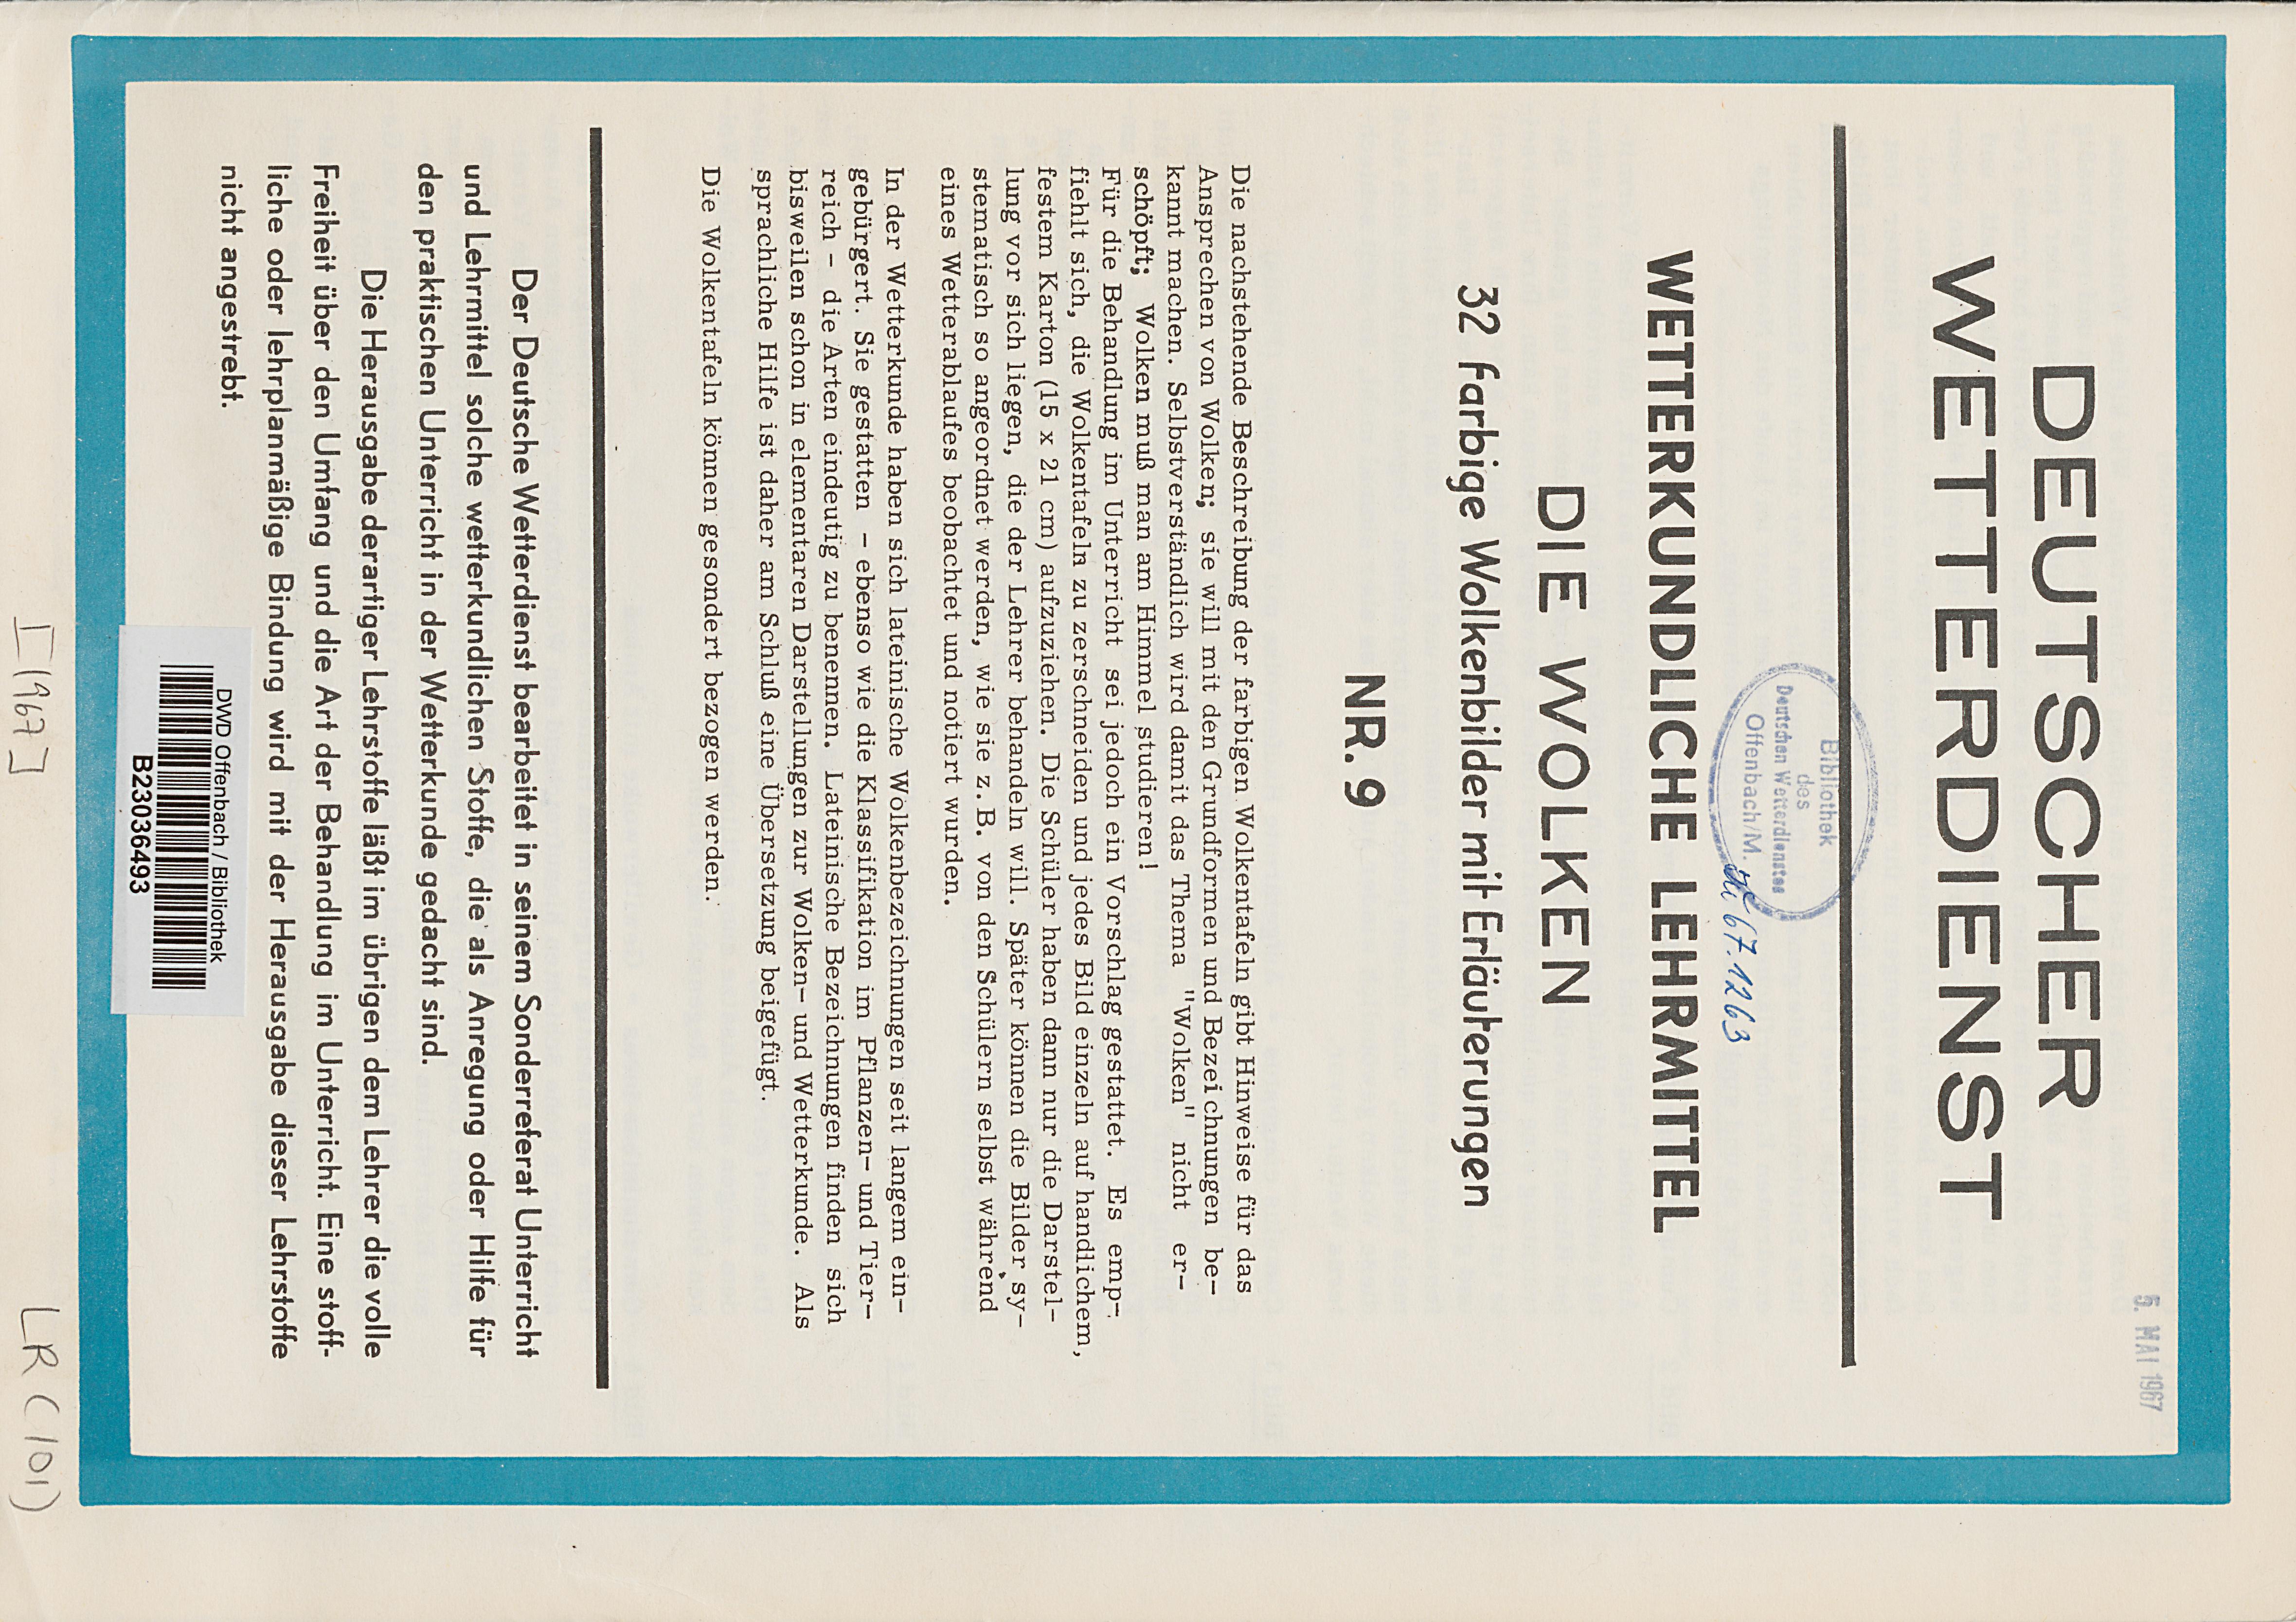 5. MAI 1967
DEUTSCHER
WETTERDIENST
Bibliothek
des
Deutschen Wetterdienstes
Offenbach/M.
67.1263
WETTERKUNDLICHE LEHRMITTEL
DIE WOLKEN
32 farbige Wolkenbilder mit Erläuterungen
NR. 9
Die nachstehende Beschreibung der farbigen Wolkentafeln gibt Hinweise für das
Ansprechen von Wolken; sie will mit den Grundformen und Bezeichnungen be-
kannt machen. Selbstverständlich wird damit das Thema "Wolken" nicht er-
schöpft; Wolken muß man am Himmel studieren!
Für die Behandlung im Unterricht sei jedoch ein Vorschlag gestattet. Es emp-
fiehlt sich, die Wolkentafeln zu zerschneiden und jedes Bild einzeln auf handlichem,
festem Karton (15 x 21 cm) aufzuziehen. Die Schüler haben dann nur die Darstel-
lung vor sich liegen, die der Lehrer behandeln will. Später können die Bilder sy-
stematisch so angeordnet werden, wie sie z.B. von den Schülern selbst während
eines Wetterablaufes beobachtet und notiert wurden.
In der Wetterkunde haben sich lateinische Wolkenbezeichnungen seit langem ein-
gebürgert. Sie gestatten - ebenso wie die Klassifikation im Pflanzen- und Tier-
reich - die Arten eindeutig zu benennen. Lateinische Bezeichnungen finden sich
bisweilen schon in elementaren Darstellungen zur Wolken- und Wetterkunde. Als
sprachliche Hilfe ist daher am Schluß eine Übersetzung beigefügt.
Die Wolkentafeln können gesondert bezogen werden.
Der Deutsche Wetterdienst bearbeitet in seinem Sonderreferat Unterricht
und Lehrmittel solche wetterkundlichen Stoffe, die als Anregung oder Hilfe für
den praktischen Unterricht in der Wetterkunde gedacht sind.
Die Herausgabe derartiger Lehrstoffe läßt im übrigen dem Lehrer die volle
Freiheit über den Umfang und die Art der Behandlung im Unterricht. Eine stoff-
liche oder lehrplanmäßige Bindung wird mit der Herausgabe dieser Lehrstoffe
nicht angestrebt.
DWD Offenbach / Bibliothek
B23036493
[1967]
LR (101)